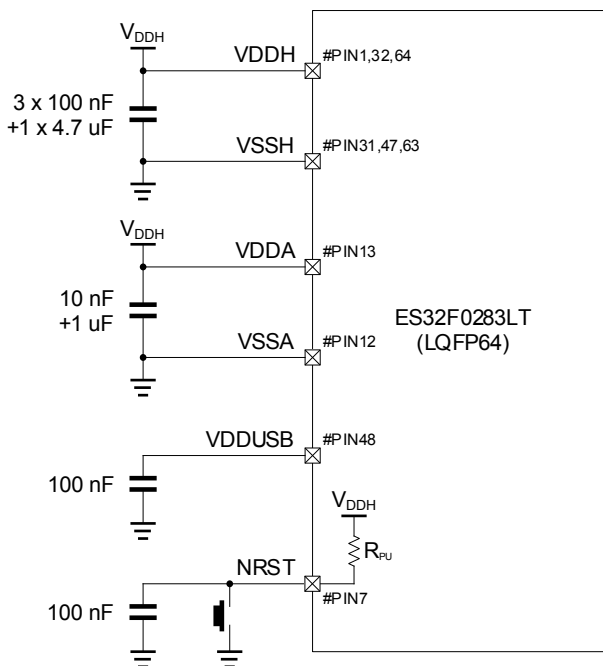 VDDH
VDDH #PIN1,32,64
3 x 100 nF
+1 x 4.7 uF
VSSH #PIN31,47,63
VDDH
VDDA #PIN13
10 nF
+1 uF
ES32F0283LT
(LQFP64)
VSSA #PIN12
VDDUSB #PIN48
100 nF
VDDH
RPU
NRST
#PIN7
100 nF